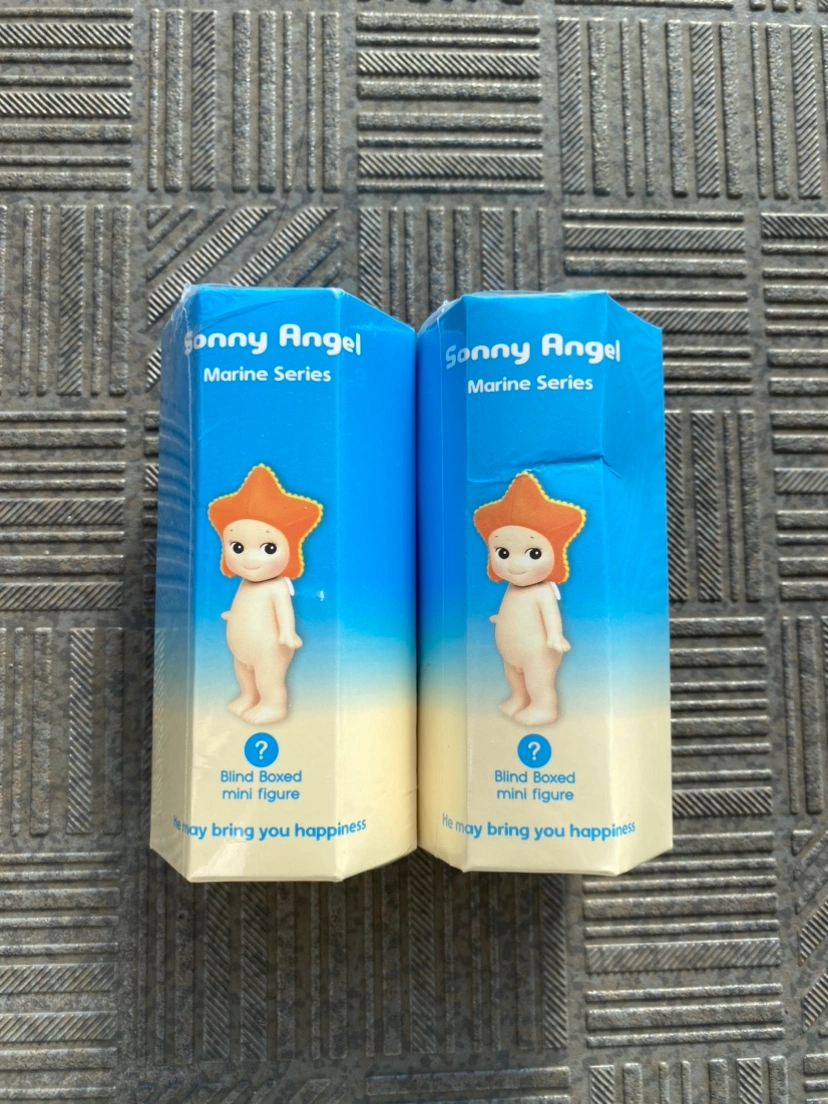 Sonny Angel
Marine Series
?
Blind Boxed
mini figure
He may bring you happiness
Sonny Angel
Marine Series
?
Blind Boxed
mini figure
He may bring you happiness